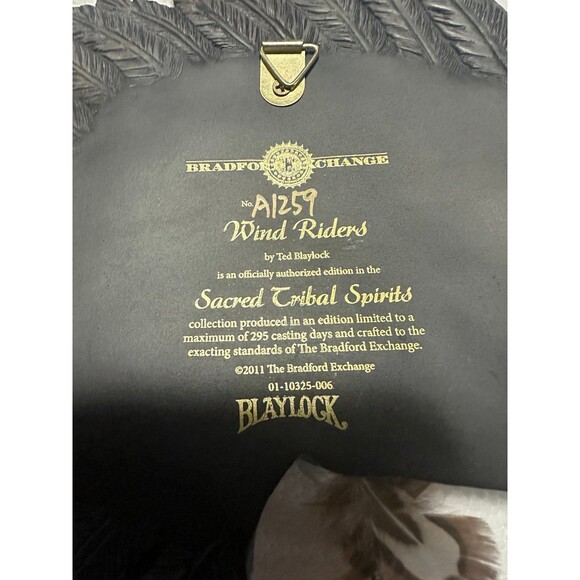 BRADFO XCHANGE
No. A1259
Wind Riders
by Ted Blaylock
is an officially authorized edition in the
Sacred Tribal Spirits
collection produced in an edition limited to a
maximum of 295 casting days and crafted to the
exacting standards of The Bradford Exchange.
©2011 The Bradford Exchange
01-10325-006
BLAYLOCK